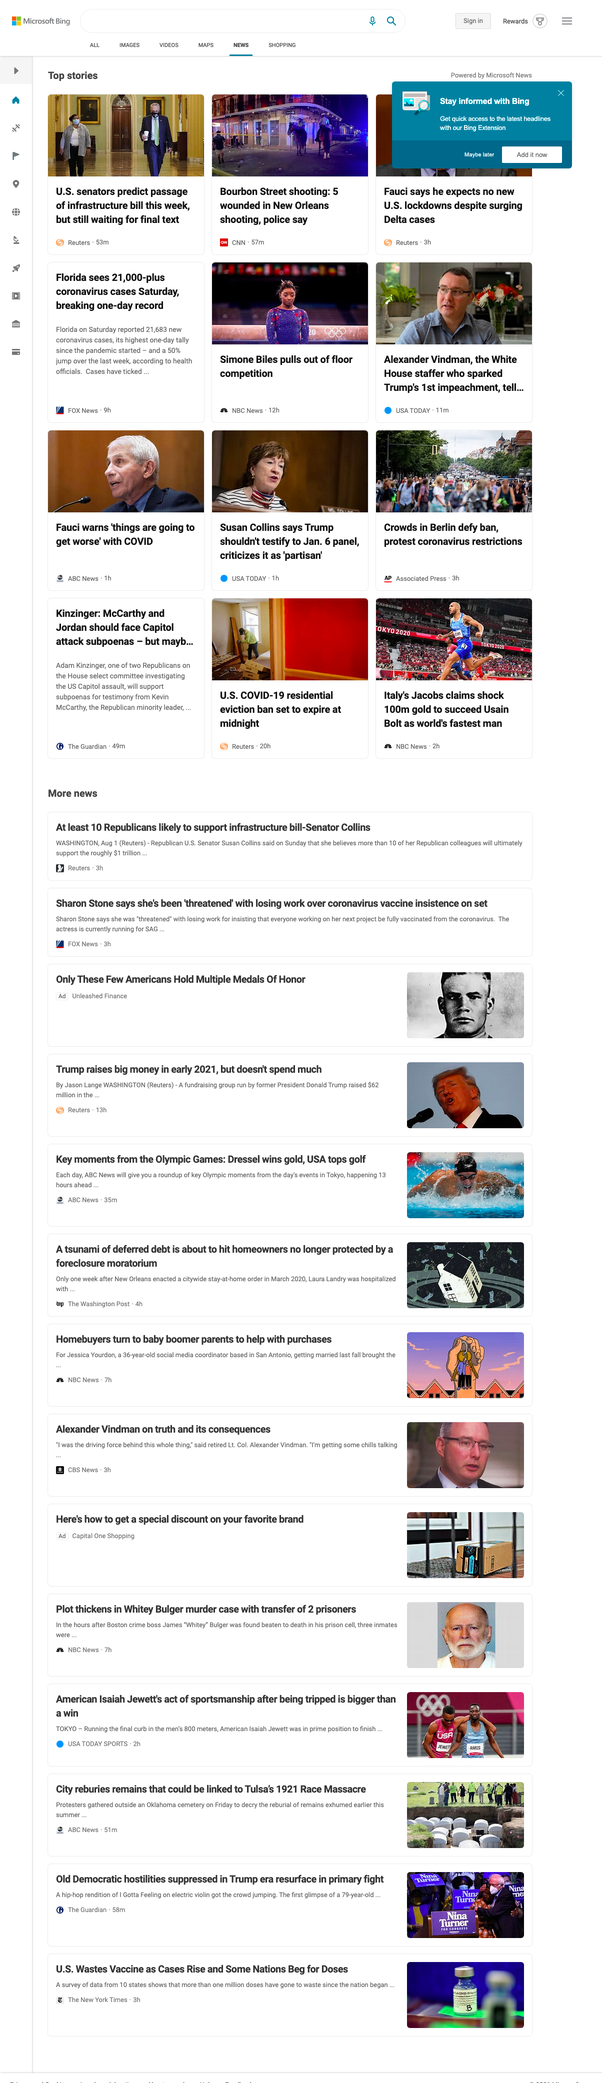 Microsoft Bing
Sign in
Rewards
ALL
IMAGES
VIDEOS
MAPS
NEWS
SHOPPING
Top stories
Powered by Microsoft News
Stay informed with Bing
Get quick access to the latest headlines
with our Bing Extension
Maybe later
Add it now
U.S. senators predict passage
of infrastructure bill this week,
but still waiting for final text
Reuters · 53m
Bourbon Street shooting: 5
wounded in New Orleans
shooting, police say
CNN · 57m
Fauci says he expects no new
U.S. lockdowns despite surging
Delta cases
Reuters · 3h
Florida sees 21,000-plus
coronavirus cases Saturday,
breaking one-day record
Florida on Saturday reported 21,683 new
coronavirus cases, its highest one-day tally
since the pandemic started – and a 50%
jump over the last week, according to health
officials. Cases have ticked ...
FOX News · 9h
Simone Biles pulls out of floor
competition
NBC News · 12h
Alexander Vindman, the White
House staffer who sparked
Trump's 1st impeachment, tell...
USA TODAY · 11m
Fauci warns 'things are going to
get worse' with COVID
ABC News · 1h
Susan Collins says Trump
shouldn't testify to Jan. 6 panel,
criticizes it as 'partisan'
USA TODAY · 1h
Crowds in Berlin defy ban,
protest coronavirus restrictions
AP
Associated Press · 3h
Kinzinger: McCarthy and
Jordan should face Capitol
attack subpoenas – but mayb...
Adam Kinzinger, one of two Republicans on
the House select committee investigating
the US Capitol assault, will support
subpoenas for testimony from Kevin
McCarthy, the Republican minority leader, ...
The Guardian · 49m
U.S. COVID-19 residential
eviction ban set to expire at
midnight
Reuters · 20h
TOKYO 2020
Italy's Jacobs claims shock
100m gold to succeed Usain
Bolt as world's fastest man
NBC News · 2h
More news
At least 10 Republicans likely to support infrastructure bill-Senator Collins
WASHINGTON, Aug 1 (Reuters) - Republican U.S. Senator Susan Collins said on Sunday that she believes more than 10 of her Republican colleagues will ultimately
support the roughly $1 trillion ...
Reuters · 3h
Sharon Stone says she's been 'threatened' with losing work over coronavirus vaccine insistence on set
Sharon Stone says she was "threatened" with losing work for insisting that everyone working on her next project be fully vaccinated from the coronavirus. The
actress is currently running for SAG ...
FOX News · 3h
Only These Few Americans Hold Multiple Medals Of Honor
Ad Unleashed Finance
Trump raises big money in early 2021, but doesn't spend much
By Jason Lange WASHINGTON (Reuters) - A fundraising group run by former President Donald Trump raised $62
million in the ...
Reuters · 13h
Key moments from the Olympic Games: Dressel wins gold, USA tops golf
Each day, ABC News will give you a roundup of key Olympic moments from the day's events in Tokyo, happening 13
hours ahead ...
ABC News · 35m
A tsunami of deferred debt is about to hit homeowners no longer protected by a
foreclosure moratorium
Only one week after New Orleans enacted a citywide stay-at-home order in March 2020, Laura Landry was hospitalized
with ...
wp The Washington Post · 4h
Homebuyers turn to baby boomer parents to help with purchases
For Jessica Yourdon, a 36-year-old social media coordinator based in San Antonio, getting married last fall brought the
...
NBC News · 7h
Alexander Vindman on truth and its consequences
"I was the driving force behind this whole thing," said retired Lt. Col. Alexander Vindman. "I'm getting some chills talking
...
CBS News · 3h
Here's how to get a special discount on your favorite brand
Ad Capital One Shopping
Plot thickens in Whitey Bulger murder case with transfer of 2 prisoners
In the hours after Boston crime boss James "Whitey" Bulger was found beaten to death in his prison cell, three inmates
were ...
NBC News · 7h
American Isaiah Jewett's act of sportsmanship after being tripped is bigger than
a win
TOKYO – Running the final curb in the men's 800 meters, American Isaiah Jewett was in prime position to finish ...
USA TODAY SPORTS · 2h
USA
JEWETT
AMOS
City reburies remains that could be linked to Tulsa's 1921 Race Massacre
Protesters gathered outside an Oklahoma cemetery on Friday to decry the reburial of remains exhumed earlier this
summer ...
ABC News · 51m
Old Democratic hostilities suppressed in Trump era resurface in primary fight
A hip-hop rendition of I Gotta Feeling on electric violin got the crowd jumping. The first glimpse of a 79-year-old ...
The Guardian · 58m
Nina
Turner
Nina
Turner
U.S. Wastes Vaccine as Cases Rise and Some Nations Beg for Doses
A survey of data from 10 states shows that more than one million doses have gone to waste since the nation began ...
The New York Times · 3h